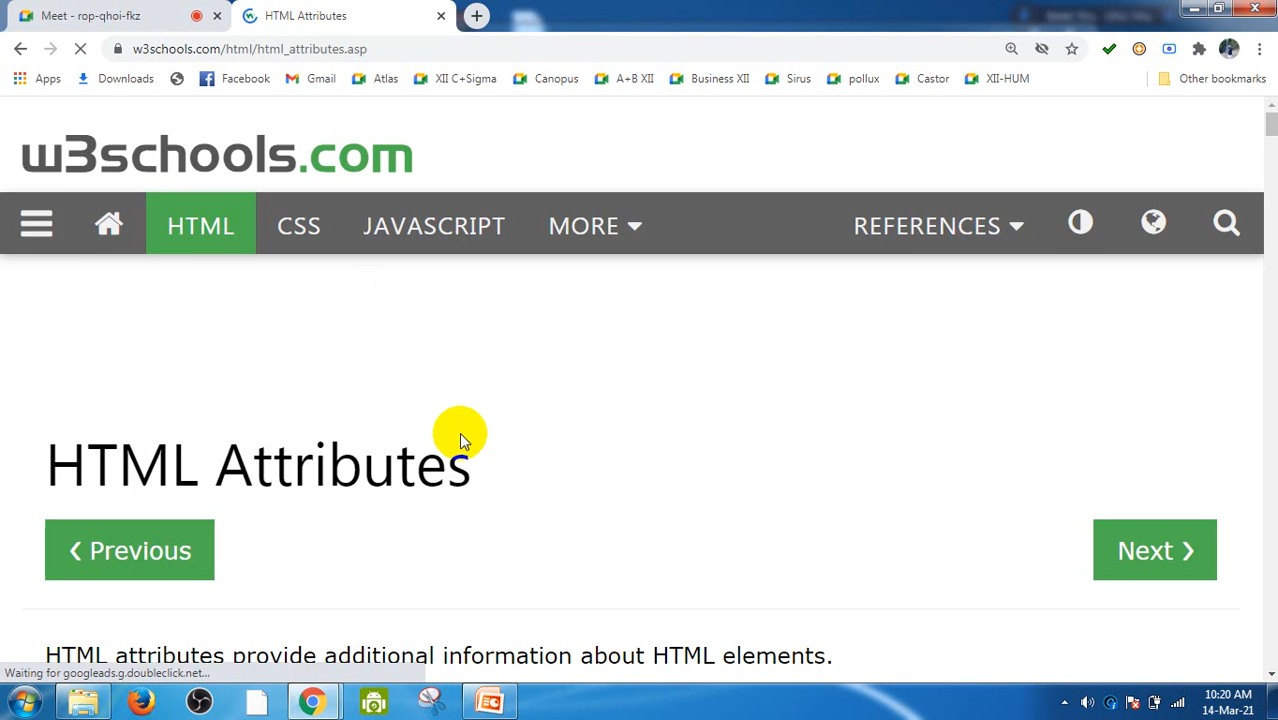 Meet - rop-qhoi-fkz
HTML Attributes
w3schools.com/html/html_attributes.asp
Apps Downloads Facebook Gmail Atlas XII C+Sigma Canopus A+B XII Business XII Sirus pollux Castor XII-HUM Other bookmarks
w3schools.com
HTML CSS JAVASCRIPT MORE REFERENCES
HTML Attributes
❮ Previous
Next ❯
HTML attributes provide additional information about HTML elements.
Waiting for googleads.g.doubleclick.net...
10:20 AM
14-Mar-21